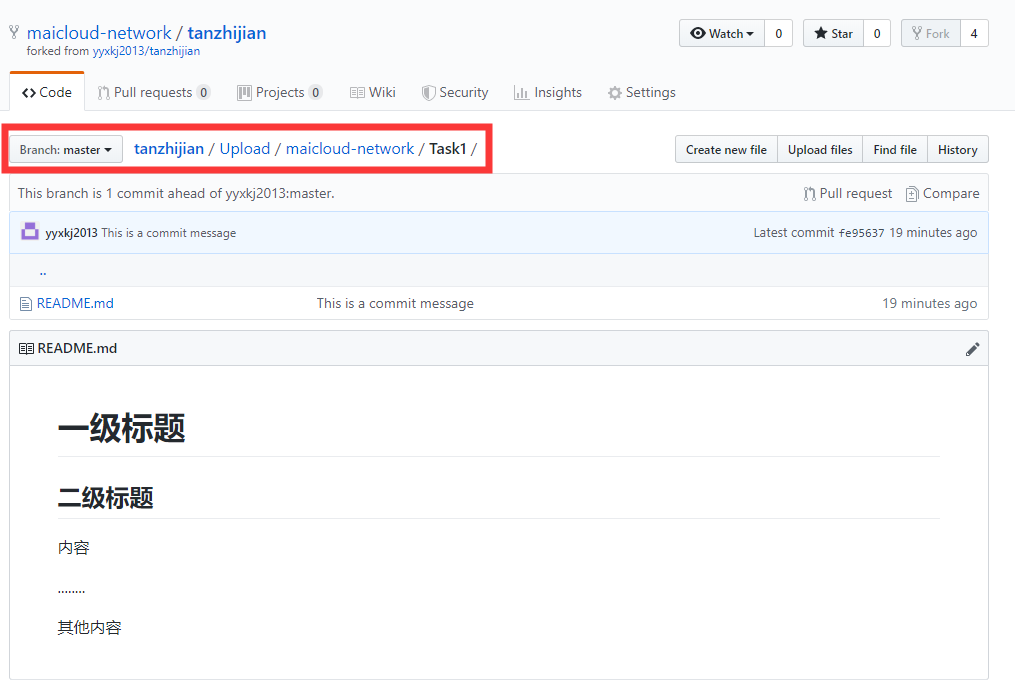 maicloud-network / tanzhijian
Watch 0 Star 0 Fork 4
forked from yyxkj2013/tanzhijian
Code Pull requests 0 Projects 0 Wiki Security Insights Settings
Branch: master tanzhijian / Upload / maicloud-network / Task1 /
Create new file Upload files Find file History
This branch is 1 commit ahead of yyxkj2013:master.
Pull request Compare
yyxkj2013 This is a commit message
Latest commit fe95637 19 minutes ago
..
README.md This is a commit message 19 minutes ago
README.md
一级标题
二级标题
内容
........
其他内容